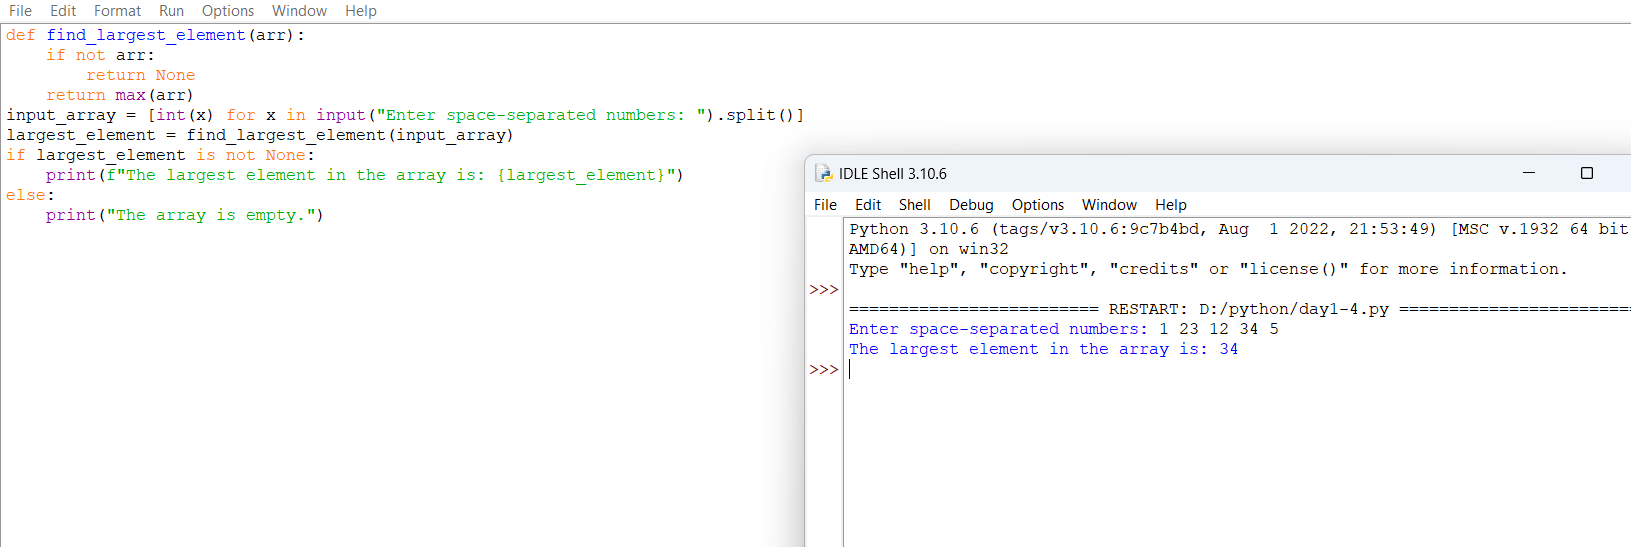 File Edit Format Run Options Window Help
def find_largest_element(arr):
    if not arr:
        return None
    return max(arr)
input_array = [int(x) for x in input("Enter space-separated numbers: ").split()]
largest_element = find_largest_element(input_array)
if largest_element is not None:
    print(f"The largest element in the array is: {largest_element}")
else:
    print("The array is empty.")
IDLE Shell 3.10.6
File Edit Shell Debug Options Window Help
Python 3.10.6 (tags/v3.10.6:9c7b4bd, Aug  1 2022, 21:53:49) [MSC v.1932 64 bit
AMD64)] on win32
Type "help", "copyright", "credits" or "license()" for more information.
>>>
========================= RESTART: D:/python/day1-4.py ========================
Enter space-separated numbers: 1 23 12 34 5
The largest element in the array is: 34
>>>